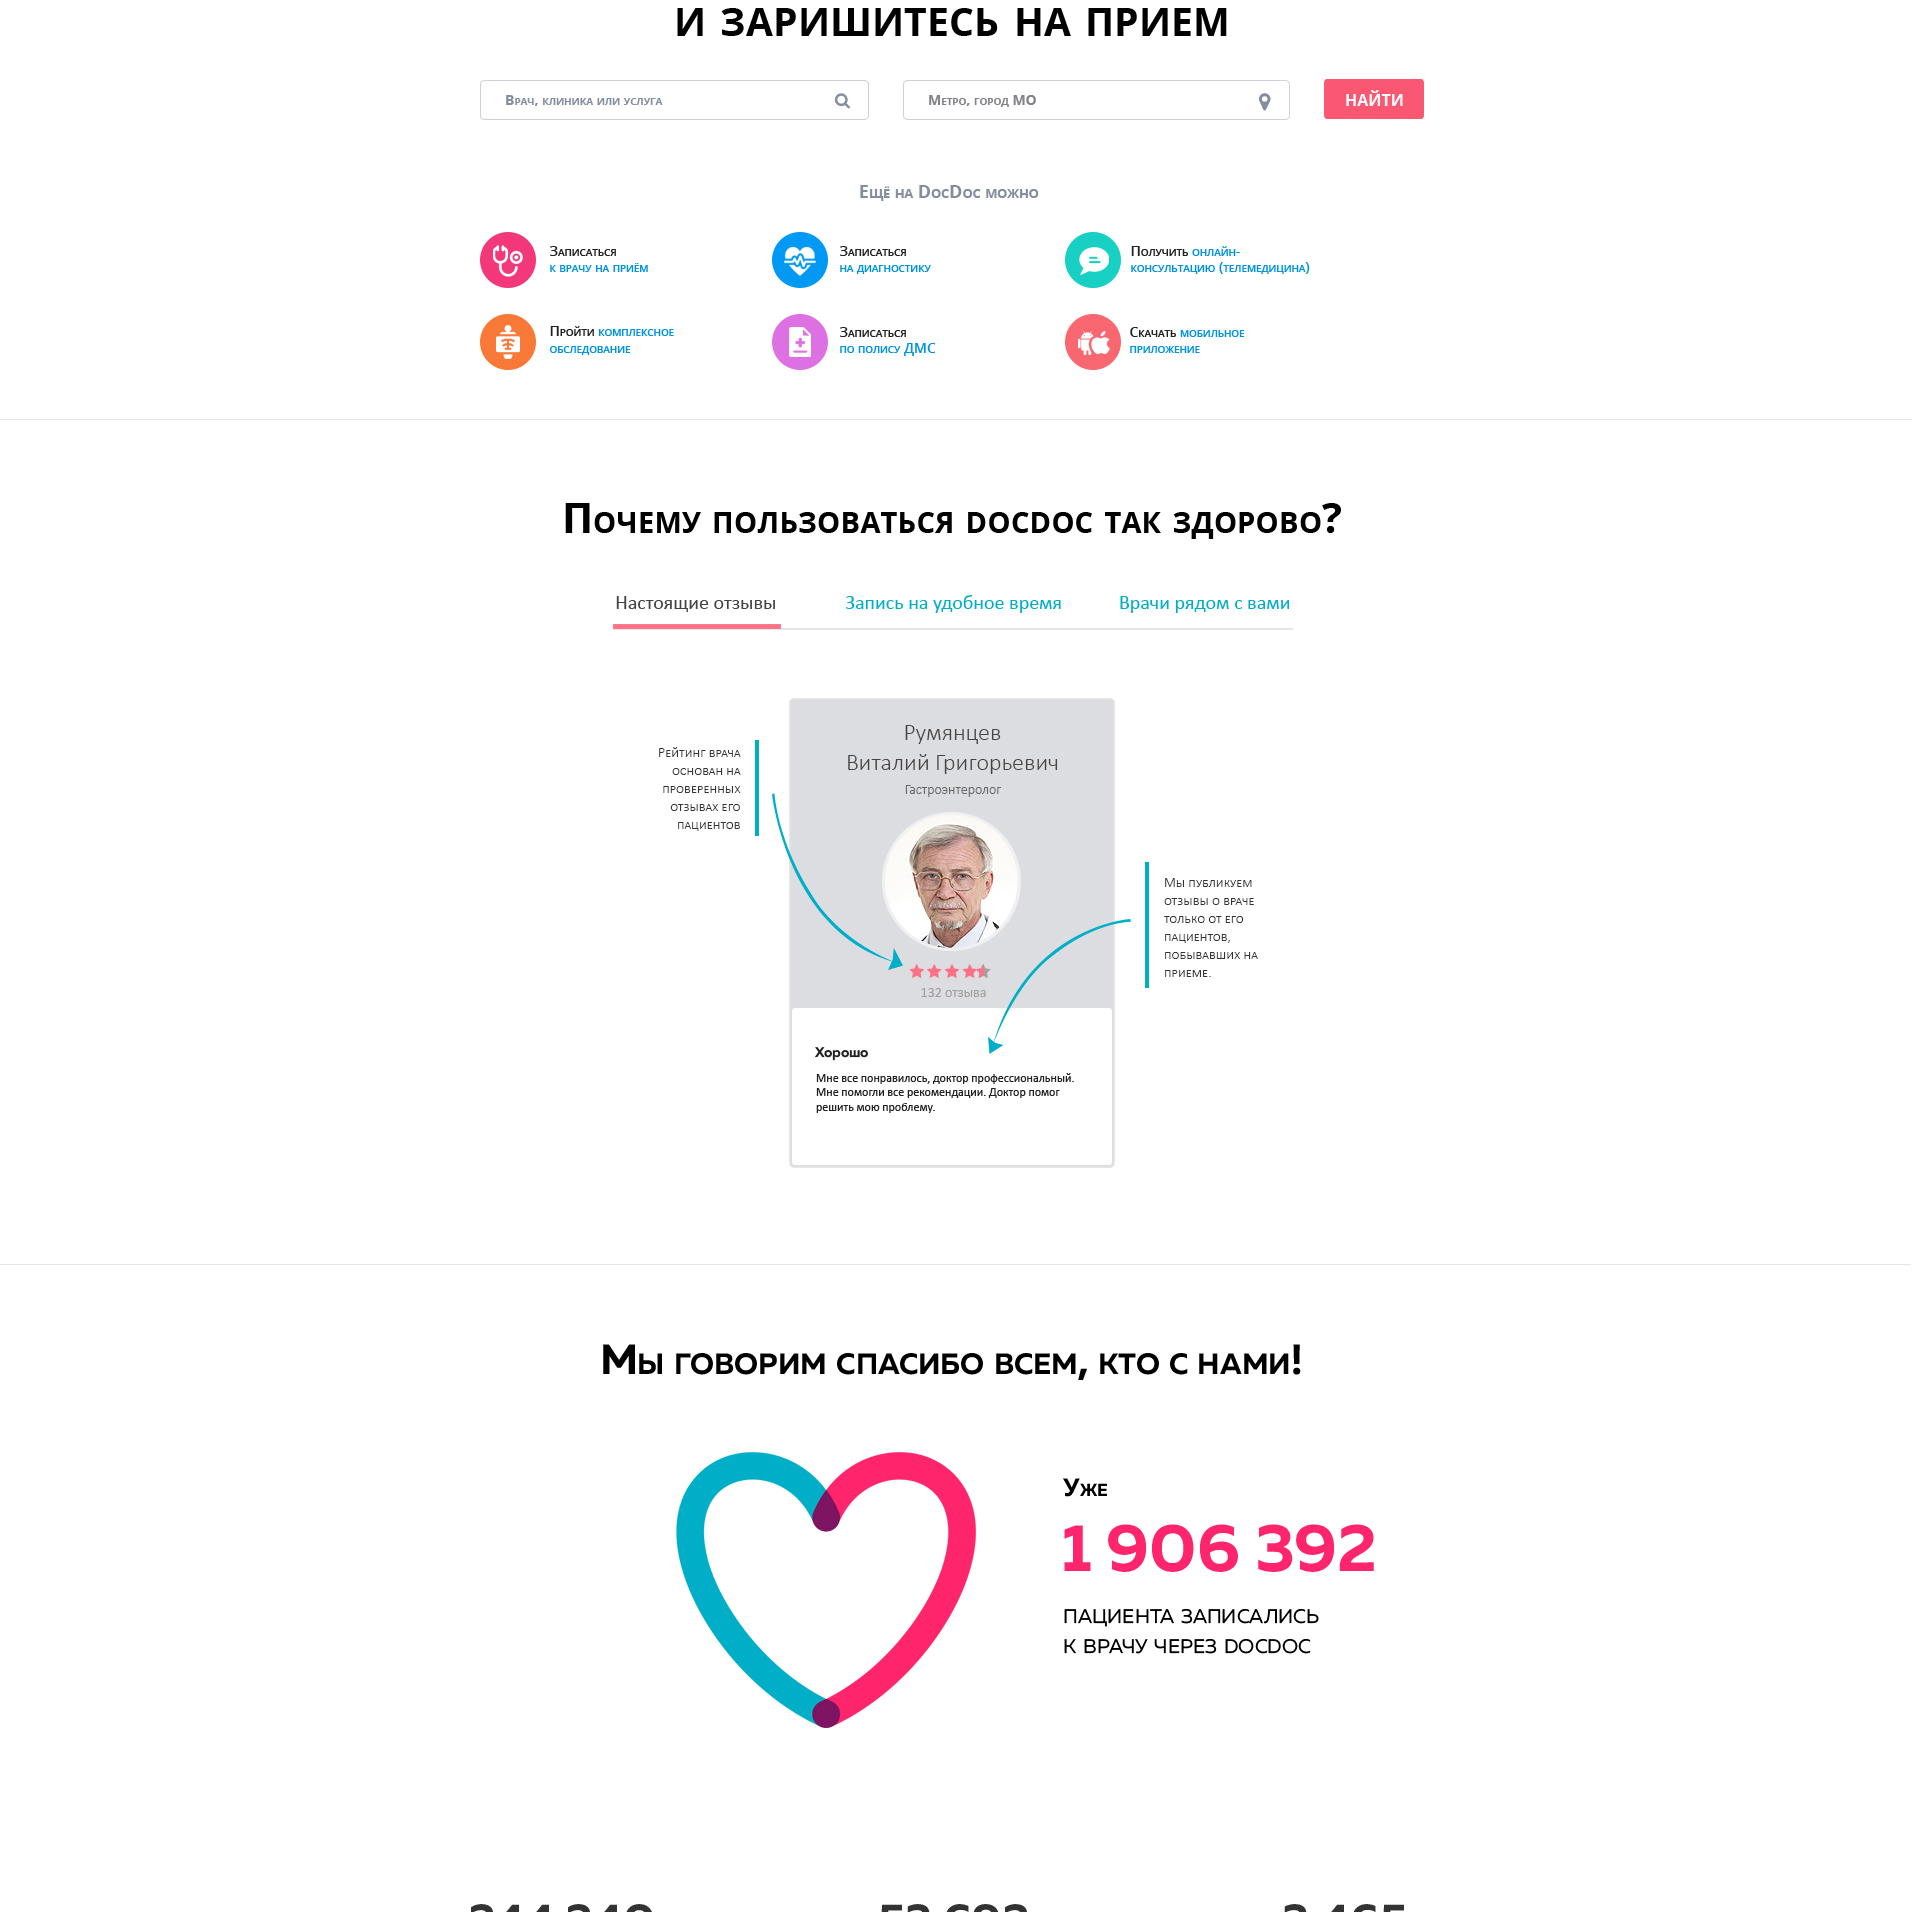 И ЗАРИШИТЕСЬ НА ПРИЕМ
Врач, клиника или услуга
Метро, город МО
НАЙТИ
Ещё на DocDoc можно
Записаться
к врачу на приём
Записаться
на диагностику
Получить онлайн-
консультацию (телемедицина)
Пройти комплексное
обследование
Записаться
по полису ДМС
Скачать мобильное
приложение
Почему пользоваться docdoc так здорово?
Настоящие отзывы
Запись на удобное время
Врачи рядом с вами
Рейтинг врача
основан на
проверенных
отзывах его
пациентов
Румянцев
Виталий Григорьевич
Гастроэнтеролог
132 отзыва
Мы публикуем
отзывы о враче
только от его
пациентов,
побывавших на
приеме.
Хорошо
Мне все понравилось, доктор профессиональный.
Мне помогли все рекомендации. Доктор помог
решить мою проблему.
Мы говорим спасибо всем, кто с нами!
Уже
1 906 392
ПАЦИЕНТА ЗАПИСАЛИСЬ
К ВРАЧУ ЧЕРЕЗ DOCDOC